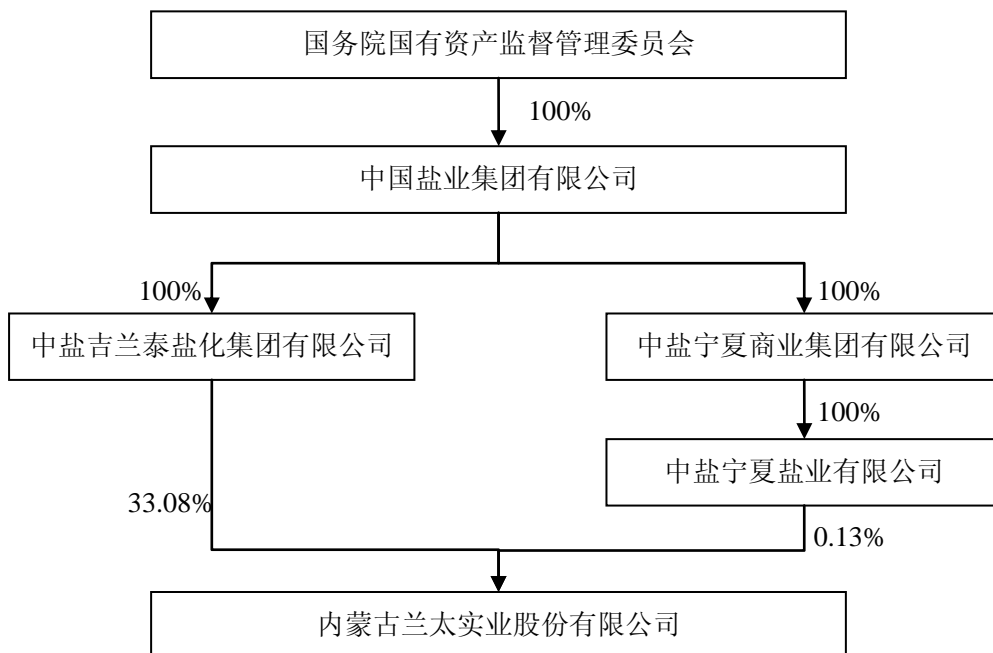 国务院国有资产监督管理委员会
100%
中国盐业集团有限公司
100%
100%
中盐吉兰泰盐化集团有限公司
中盐宁夏商业集团有限公司
100%
中盐宁夏盐业有限公司
33.08%
0.13%
内蒙古兰太实业股份有限公司